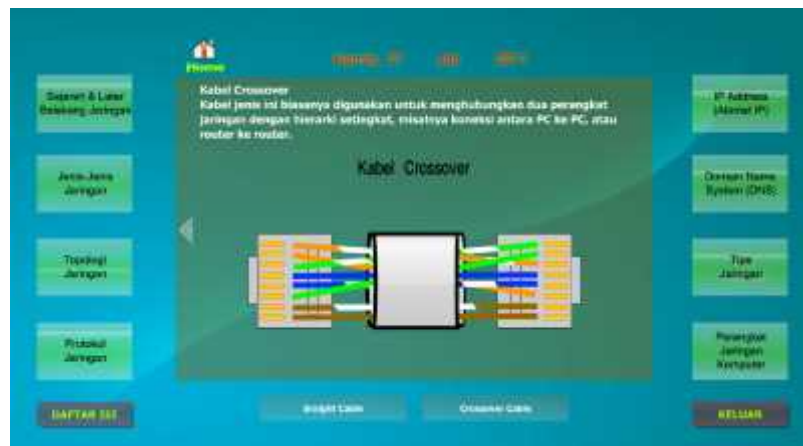 Home
Sejarah & Latar
Belakang Jaringan
Jenis-Jenis
Jaringan
Topologi
Jaringan
Protokol
Jaringan
DAFTAR ISI
Kabel Crossover
Kabel jenis ini biasanya digunakan untuk menghubungkan dua perangkat
jaringan dengan hierarki setingkat, misalnya koneksi antara PC ke PC, atau
router ke router.
Kabel Crossover
Straight Cable
Crossover Cable
IP Address
(Alamat IP)
Domain Name
System (DNS)
Tipe
Jaringan
Perangkat
Jaringan
Komputer
KELUAR